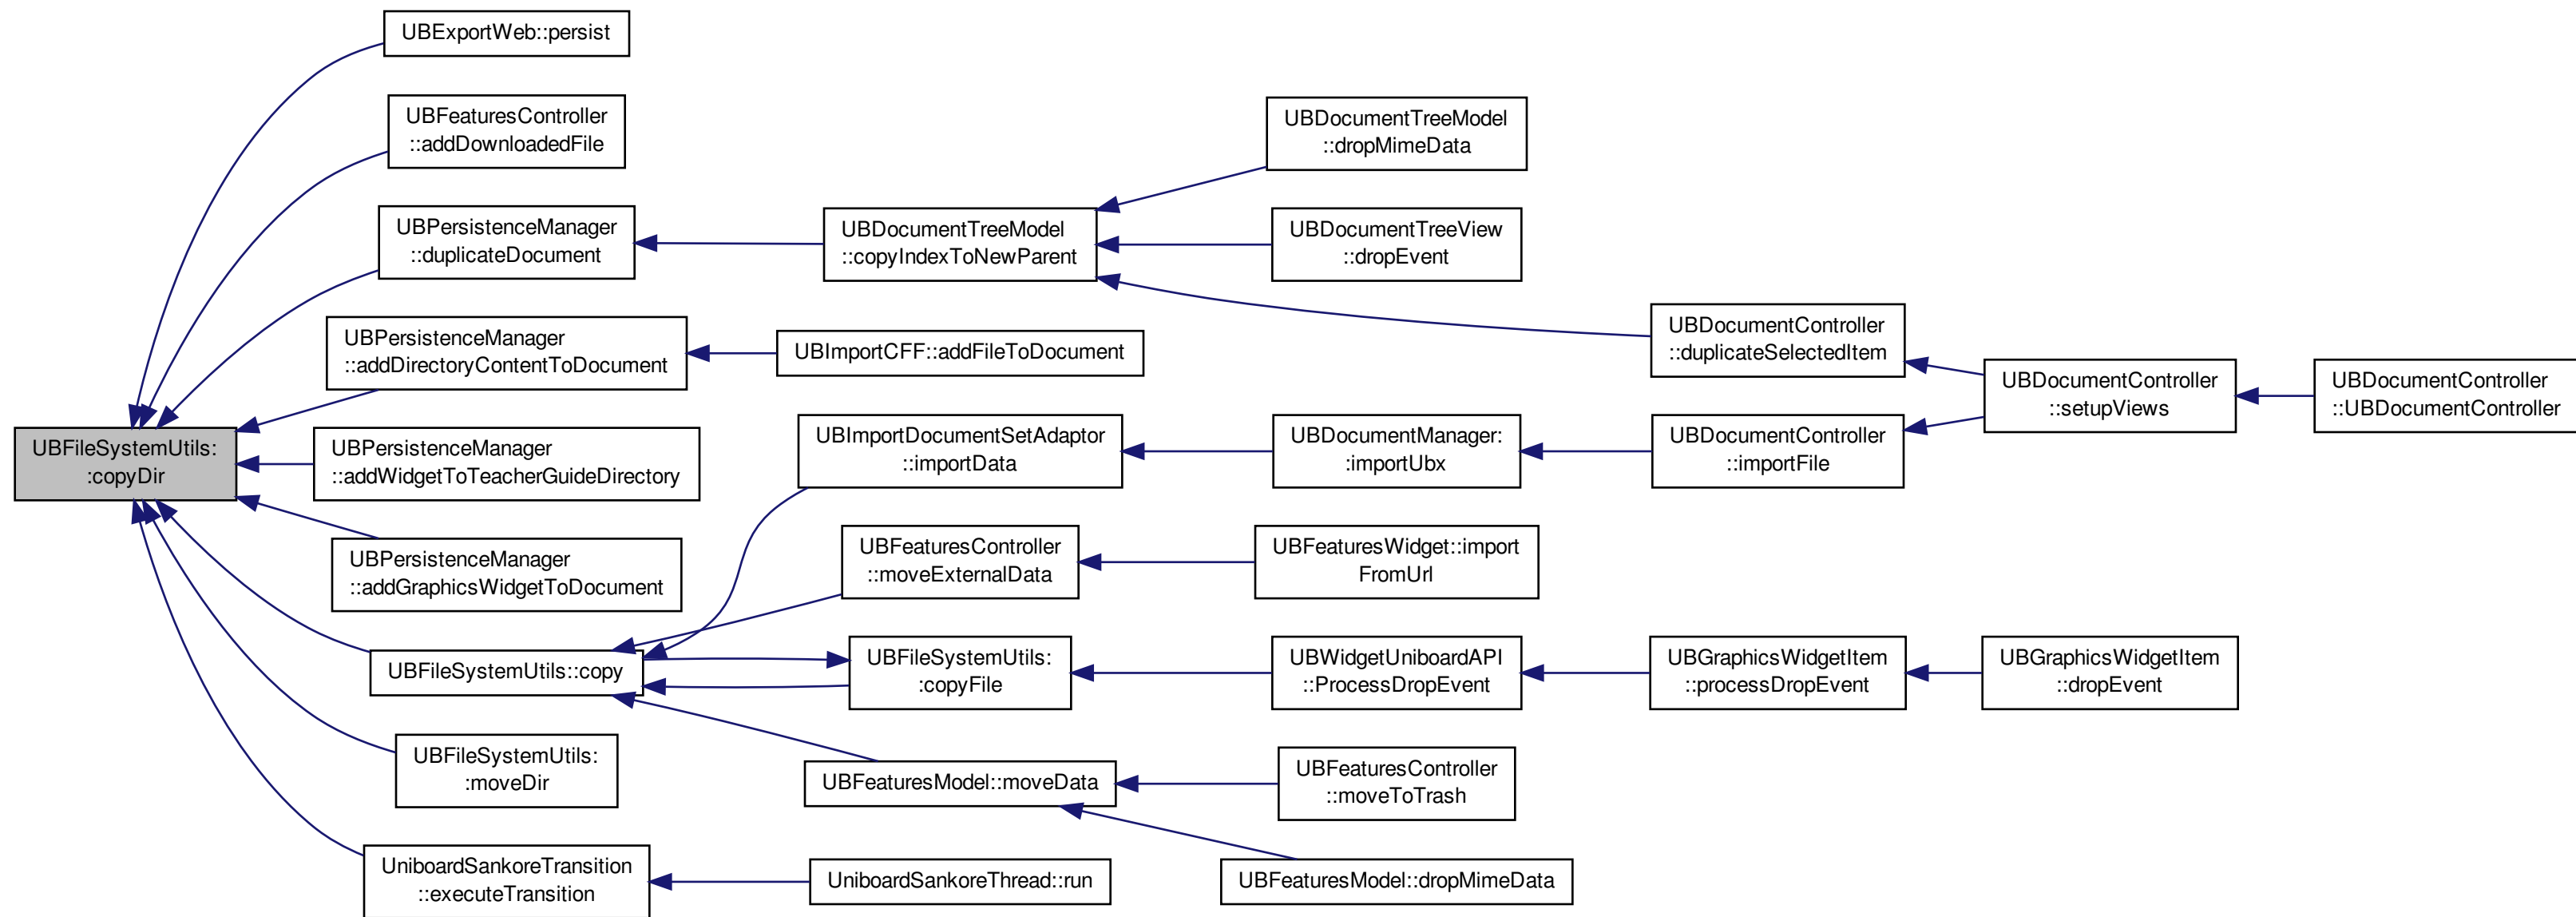 UBExportWeb::persist
UBFeaturesController
::addDownloadedFile
UBDocumentTreeModel
::dropMimeData
UBPersistenceManager
::duplicateDocument
UBDocumentTreeModel
::copyIndexToNewParent
UBDocumentTreeView
::dropEvent
UBPersistenceManager
::addDirectoryContentToDocument
UBImportCFF::addFileToDocument
UBDocumentController
::duplicateSelectedItem
UBDocumentController
::setupViews
UBDocumentController
::UBDocumentController
UBFileSystemUtils:
:copyDir
UBPersistenceManager
::addWidgetToTeacherGuideDirectory
UBImportDocumentSetAdaptor
::importData
UBDocumentManager:
:importUbx
UBDocumentController
::importFile
UBPersistenceManager
::addGraphicsWidgetToDocument
UBFeaturesController
::moveExternalData
UBFeaturesWidget::import
FromUrl
UBFileSystemUtils::copy
UBFileSystemUtils:
:copyFile
UBWidgetUniboardAPI
::ProcessDropEvent
UBGraphicsWidgetItem
::processDropEvent
UBGraphicsWidgetItem
::dropEvent
UBFileSystemUtils:
:moveDir
UBFeaturesModel::moveData
UBFeaturesController
::moveToTrash
UniboardSankoreTransition
::executeTransition
UniboardSankoreThread::run
UBFeaturesModel::dropMimeData